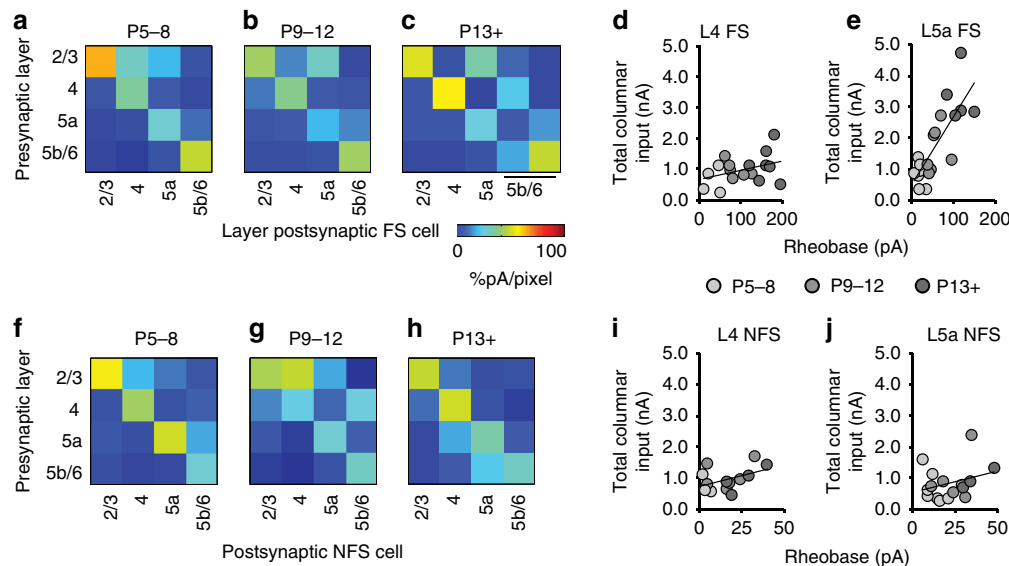 a
P5–8
b
P9–12
c
P13+
Presynaptic layer
2/3
4
5a
5b/6
2/3
4
5a
5b/6
2/3
4
5a
5b/6
2/3
4
5a
5b/6
Layer postsynaptic FS cell
0
100
%pA/pixel
d
L4 FS
Total columnar
input (nA)
5.0
4.0
3.0
2.0
1.0
0
0
100
200
e
L5a FS
Total columnar
input (nA)
5.0
4.0
3.0
2.0
1.0
0
0
100
200
Rheobase (pA)
P5–8
P9–12
P13+
f
P5–8
g
P9–12
h
P13+
Presynaptic layer
2/3
4
5a
5b/6
2/3
4
5a
5b/6
2/3
4
5a
5b/6
2/3
4
5a
5b/6
Postsynaptic NFS cell
i
L4 NFS
Total columnar
input (nA)
5.0
4.0
3.0
2.0
1.0
0
0
25
50
j
L5a NFS
Total columnar
input (nA)
5.0
4.0
3.0
2.0
1.0
0
0
25
50
Rheobase (pA)